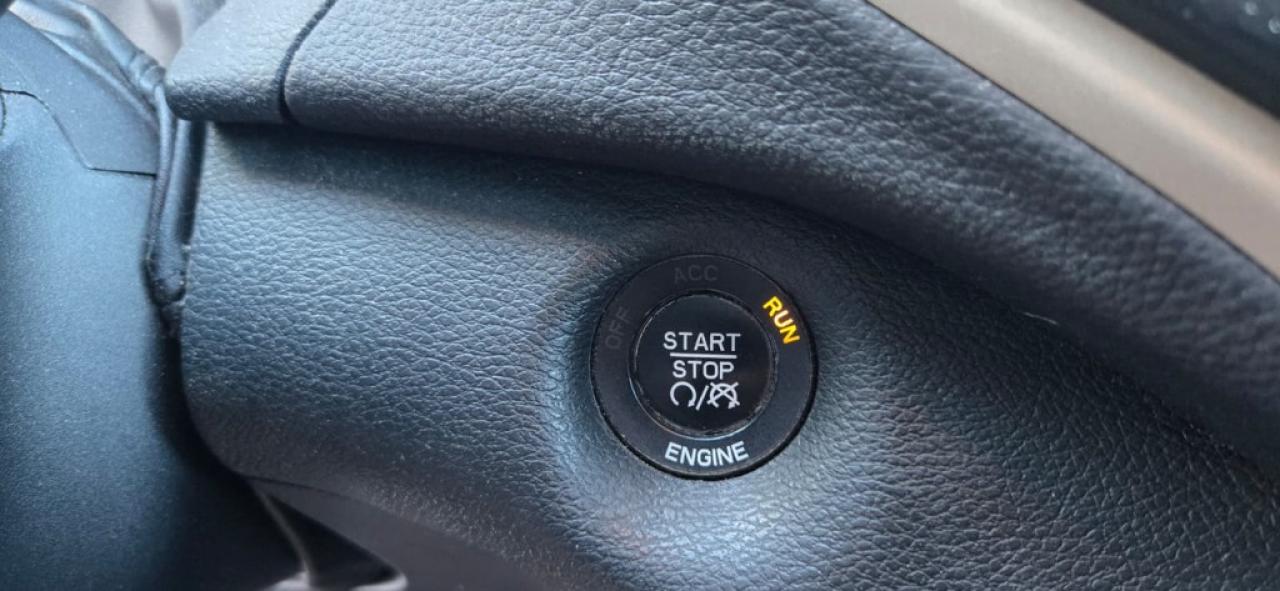 ACC
OFF
RUN
START
STOP
ENGINE